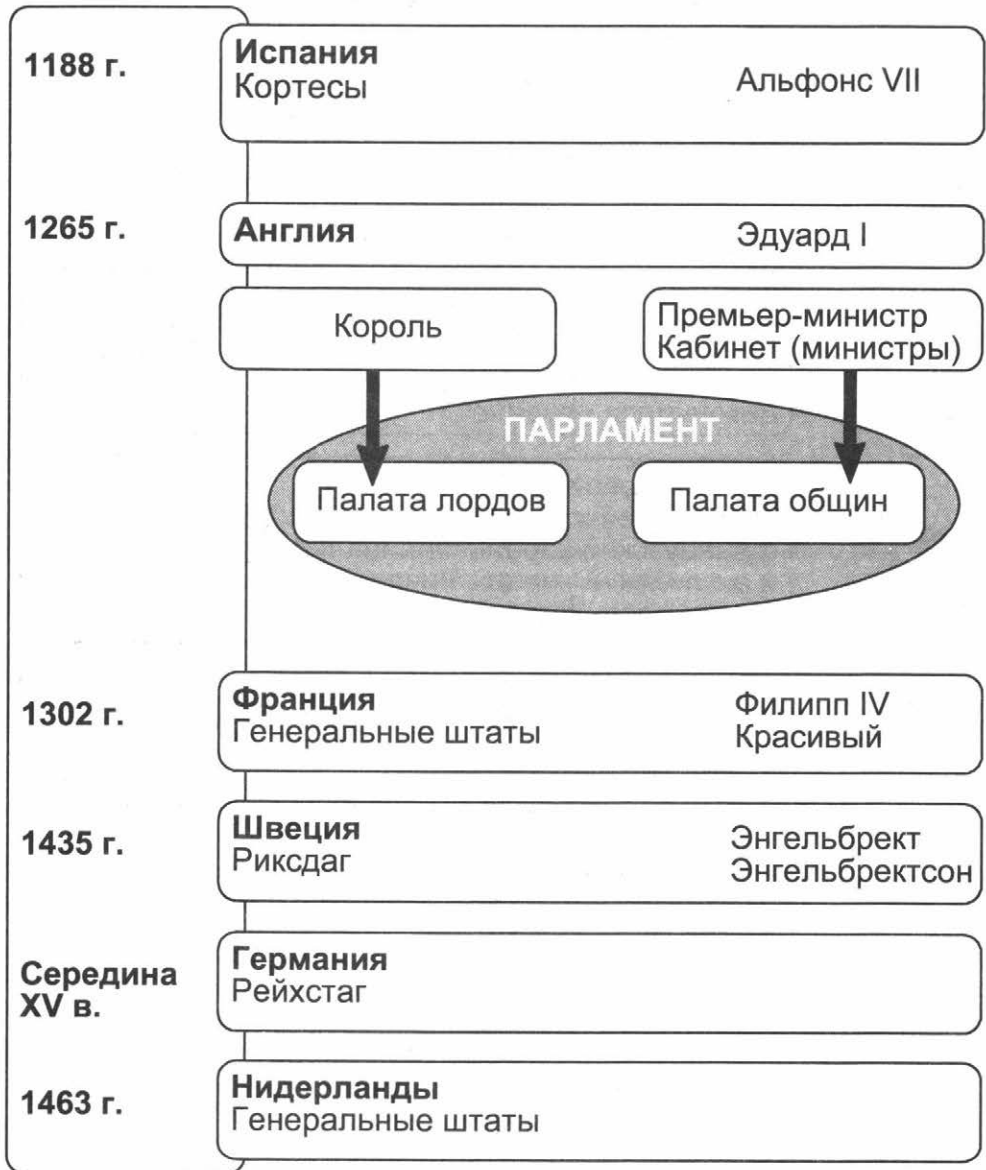 1188 г.
Испания
Кортесы
Альфонс VII
1265 г.
Англия
Эдуард I
Король
Премьер-министр
Кабинет (министры)
ПАРЛАМЕНТ
Палата лордов
Палата общин
1302 г.
Франция
Генеральные штаты
Филипп IV
Красивый
1435 г.
Швеция
Риксдаг
Энгельбрект
Энгельбректсон
Середина
XV в.
Германия
Рейхстаг
1463 г.
Нидерланды
Генеральные штаты